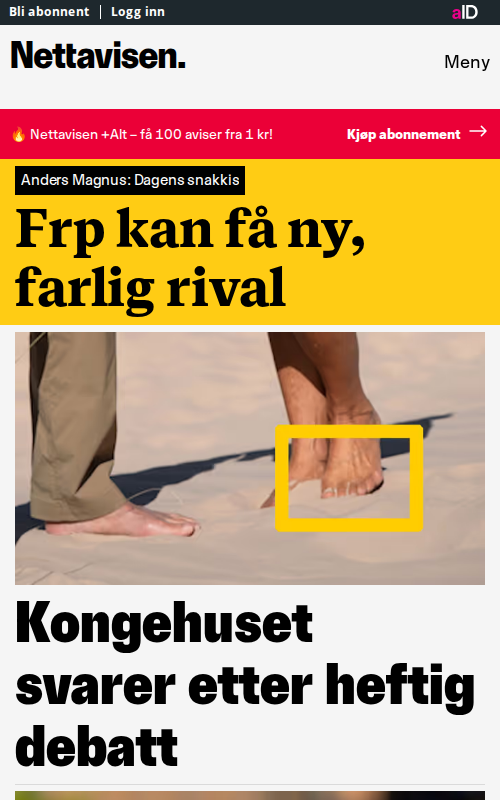 Bli abonnent | Logg inn
aID
Nettavisen.
Meny
🔥 Nettavisen +Alt – få 100 aviser fra 1 kr!
Kjøp abonnement →
Anders Magnus: Dagens snakkis
Frp kan få ny,
farlig rival
Kongehuset
svarer etter heftig
debatt